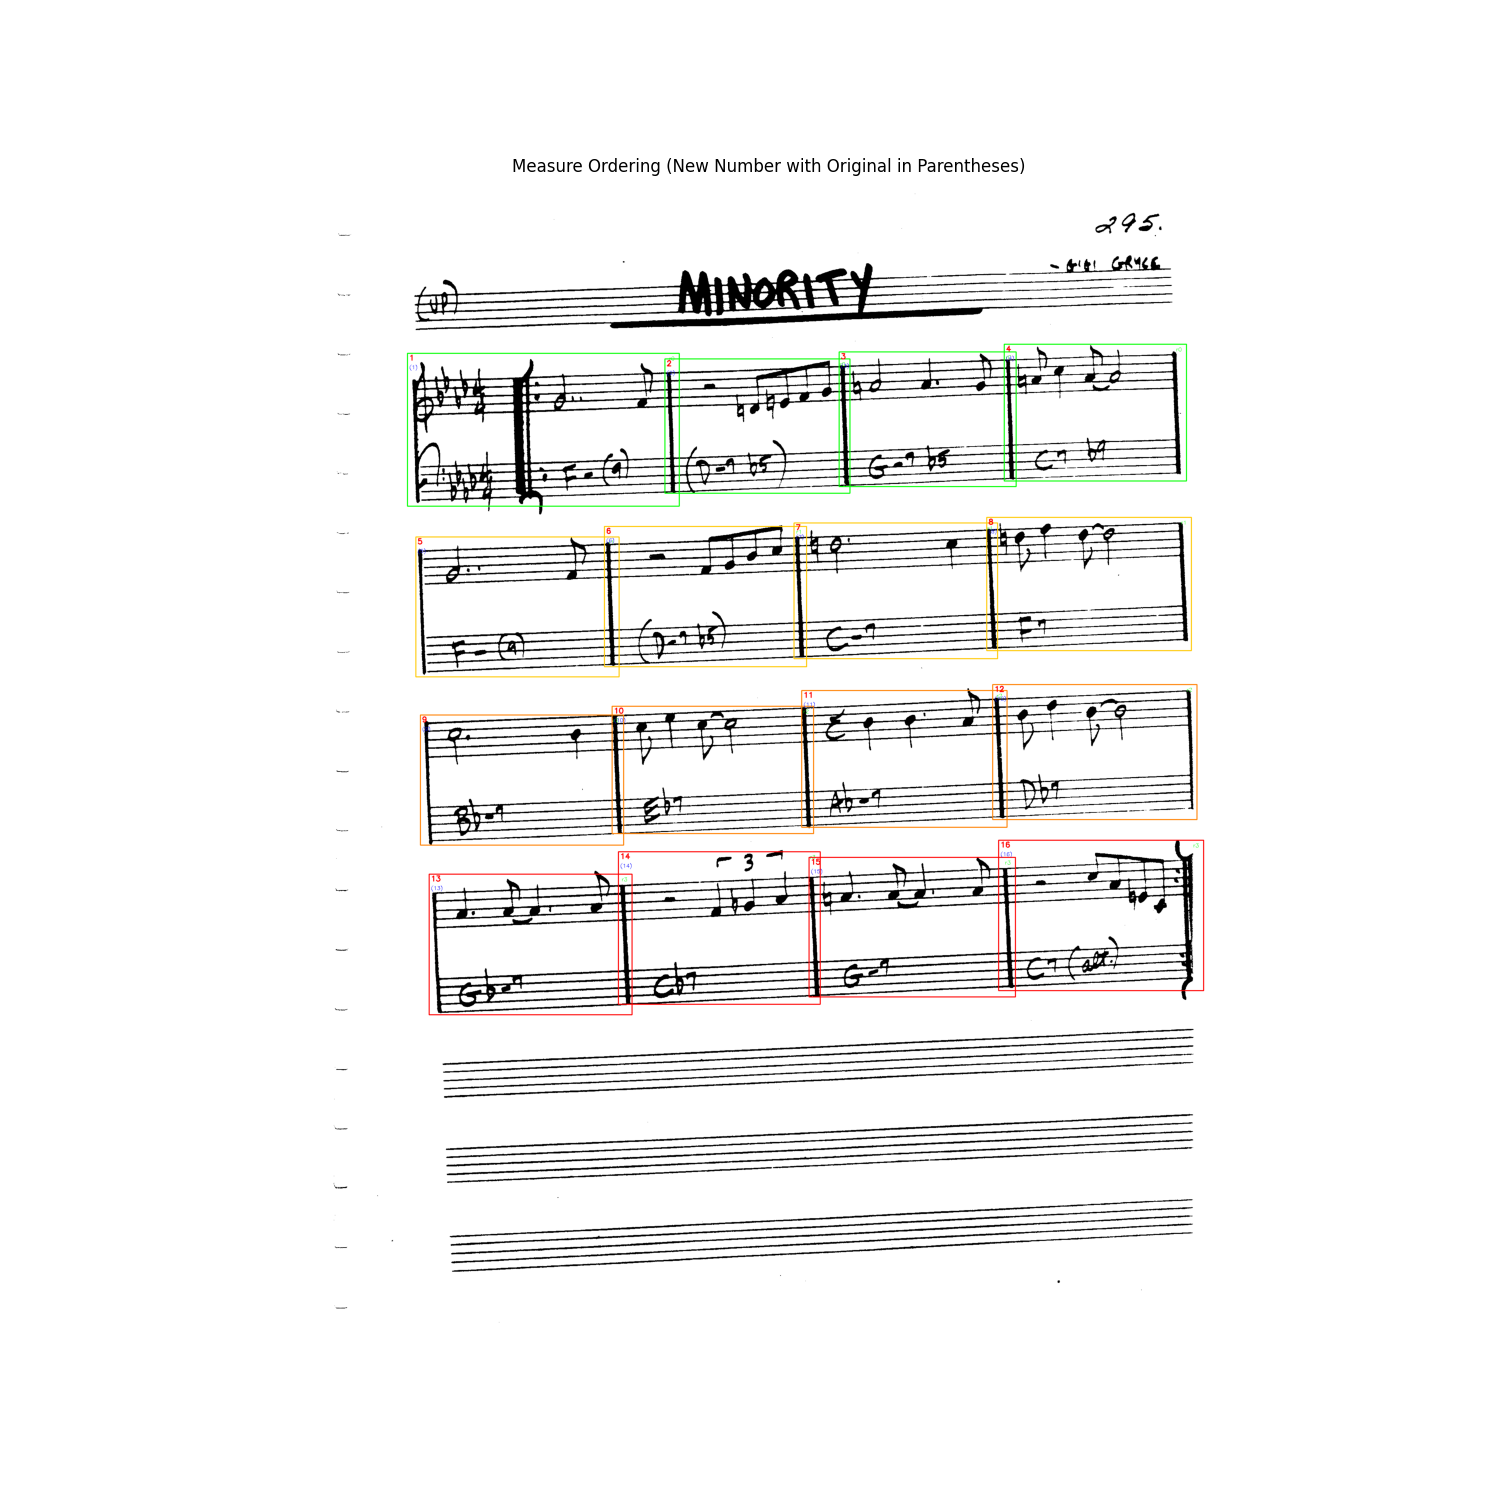 Measure Ordering (New Number with Original in Parentheses)
295.
- GIGI GRYCE
(UP) MINORITY
1 2 3 4
(1)
F-(9) (D-7 b5) G-7 b5 C7 b9
5 6 7 8
F-(9) (D-7 b5) C-7 F7
9 10 11 12
(10) (11)
Bb-7 Eb7 Ab-7 Db7
13 14 15 16
(13) (14) (15) (16)
3
Gb-7 Cb7 G-7 C7 (alt.)